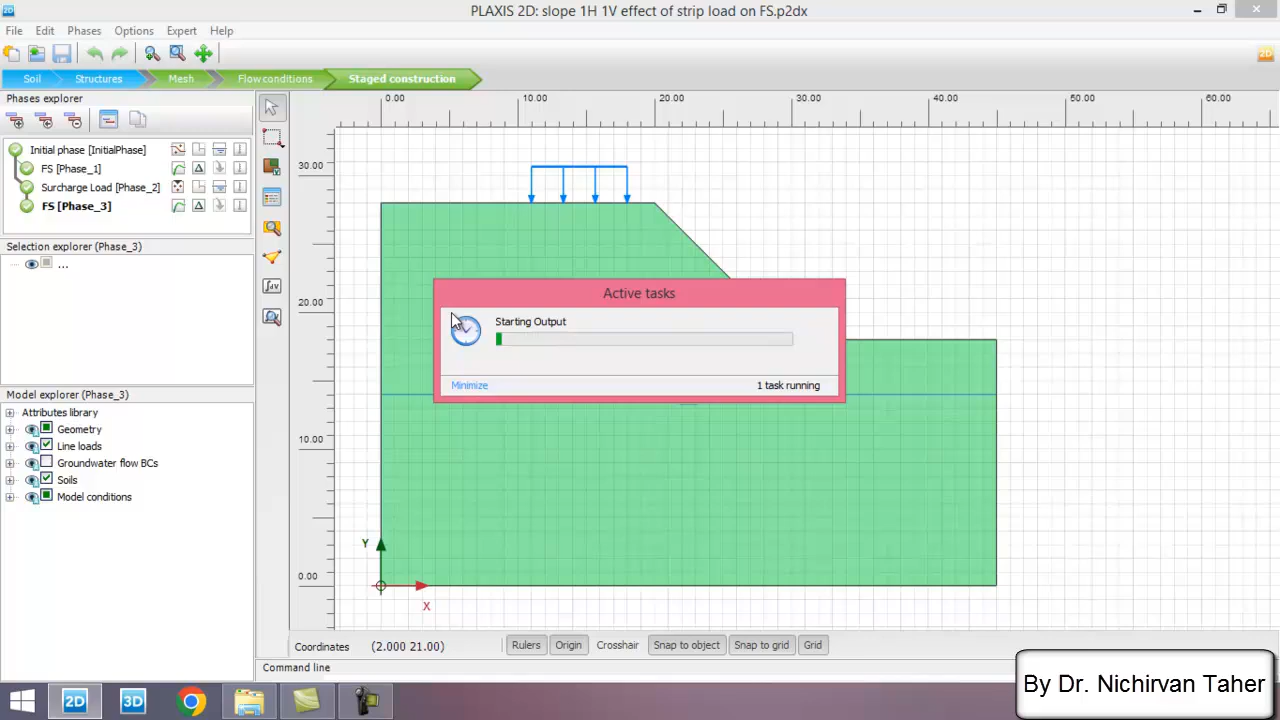 PLAXIS 2D: slope 1H 1V effect of strip load on FS.p2dx
File Edit Phases Options Expert Help
Soil Structures Mesh Flow conditions Staged construction
Phases explorer
Initial phase [InitialPhase]
FS [Phase_1]
Surcharge Load [Phase_2]
FS [Phase_3]
Selection explorer (Phase_3)
...
Model explorer (Phase_3)
Attributes library
Geometry
Line loads
Groundwater flow BCs
Soils
Model conditions
0.00 10.00 20.00 30.00 40.00 50.00 60.00
30.00
20.00
10.00
0.00
Y
X
Active tasks
Starting Output
Minimize 1 task running
Coordinates (2.000 21.00) Rulers Origin Crosshair Snap to object Snap to grid Grid
Command line
2D 3D
By Dr. Nichirvan Taher